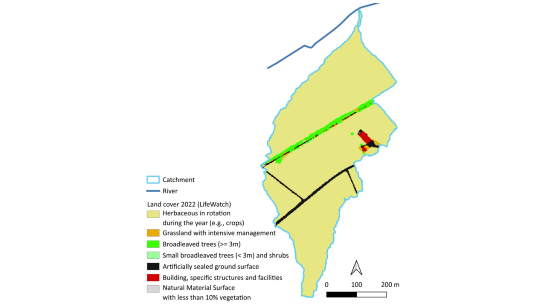 Catchment
River
Land cover 2022 (LifeWatch)
Herbaceous in rotation
during the year (e.g., crops)
Grassland with intensive management
Broadleaved trees (>= 3m)
Small broadleaved trees (< 3m) and shrubs
Artificially sealed ground surface
Building, specific structures and facilities
Natural Material Surface
with less than 10% vegetation
0 100 200 m